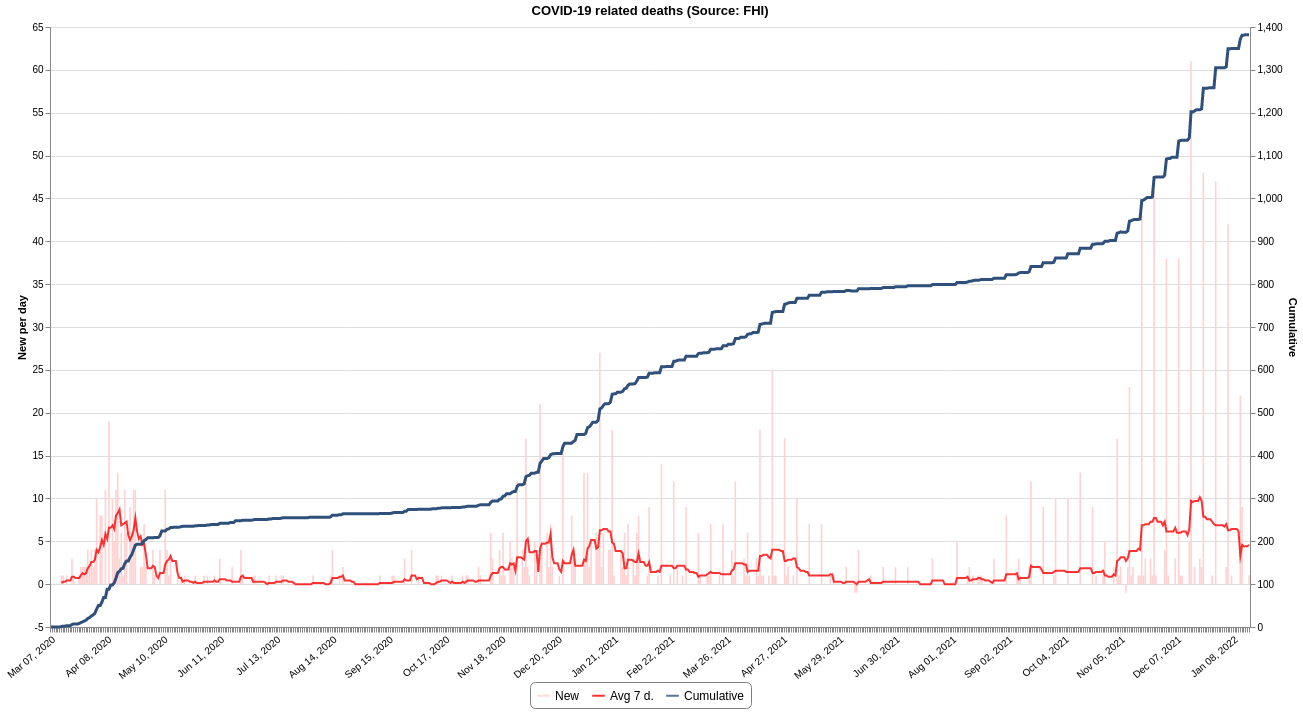 COVID-19 related deaths (Source: FHI)
65
60
55
50
45
40
35
30
25
20
15
10
5
0
-5
New per day
1,400
1,300
1,200
1,100
1,000
900
800
700
600
500
400
300
200
100
0
Cumulative
Mar 07, 2020
Apr 08, 2020
May 10, 2020
Jun 11, 2020
Jul 13, 2020
Aug 14, 2020
Sep 15, 2020
Oct 17, 2020
Nov 18, 2020
Dec 20, 2020
Jan 21, 2021
Feb 22, 2021
Mar 26, 2021
Apr 27, 2021
May 29, 2021
Jun 30, 2021
Aug 01, 2021
Sep 02, 2021
Oct 04, 2021
Nov 05, 2021
Dec 07, 2021
Jan 08, 2022
New Avg 7 d. Cumulative